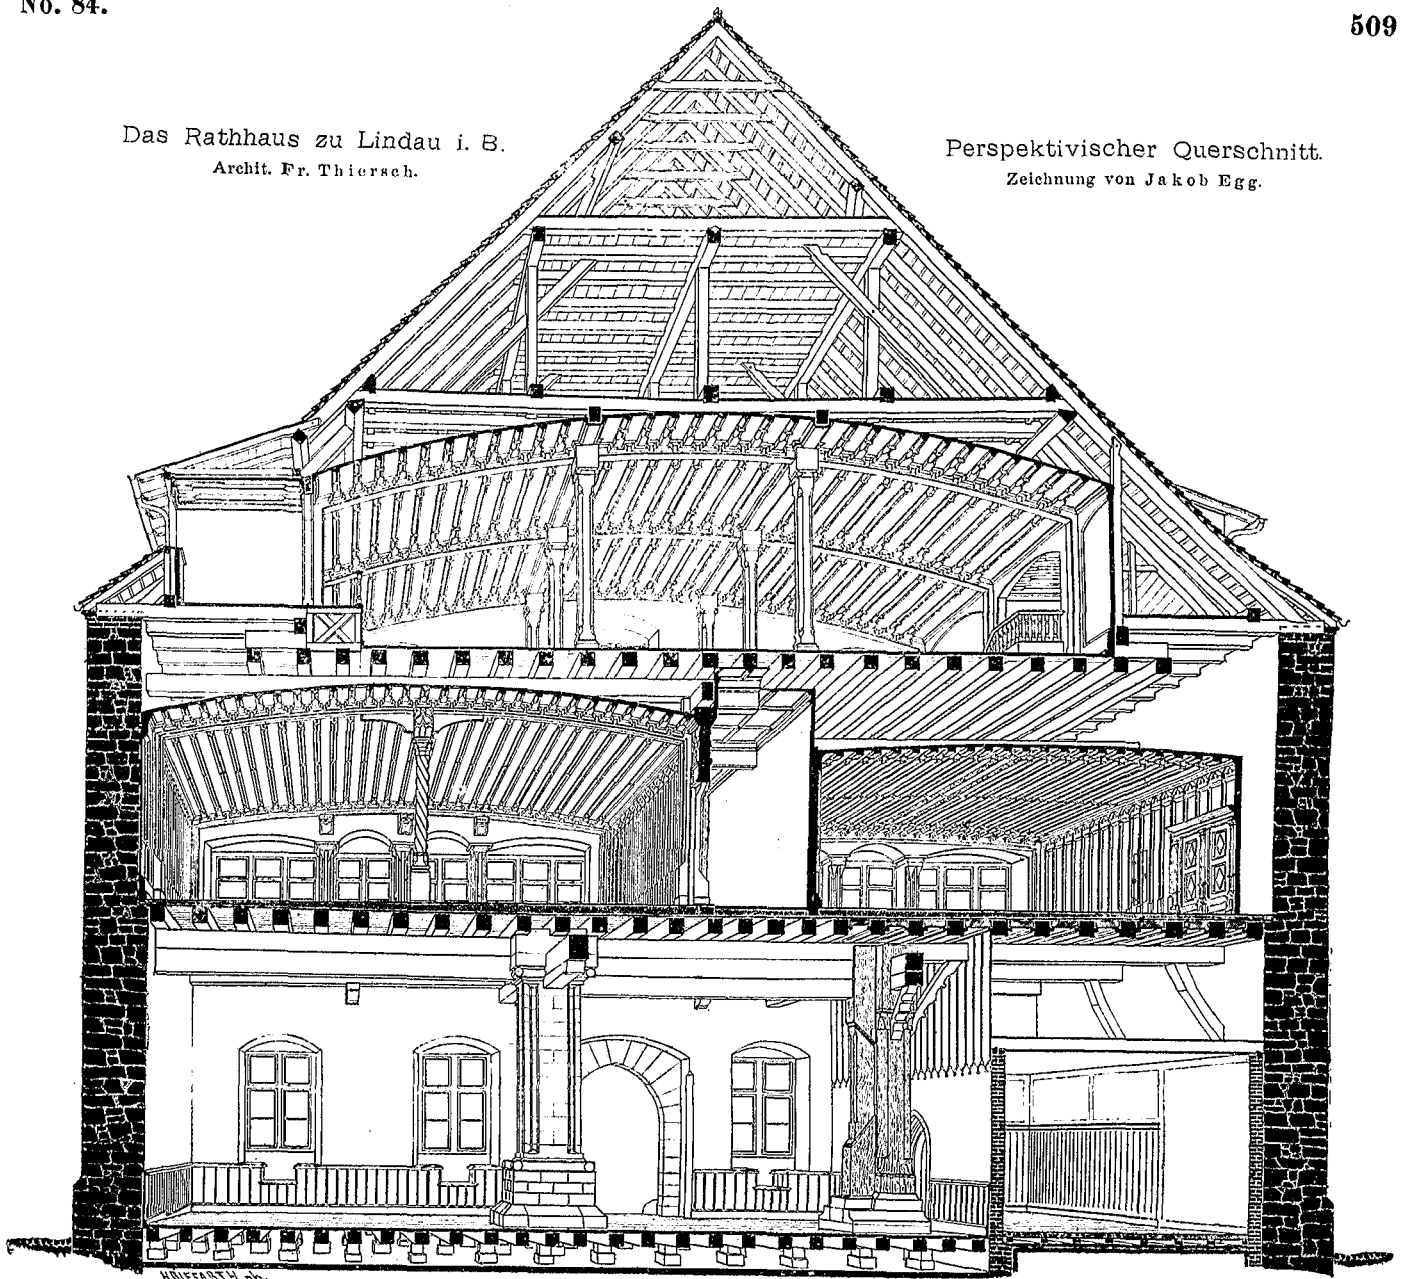 No. 84.
509
Das Rathhaus zu Lindau i. B.
Archit. Fr. Thiersch.
Perspektivischer Querschnitt.
Zeichnung von Jakob Egg.